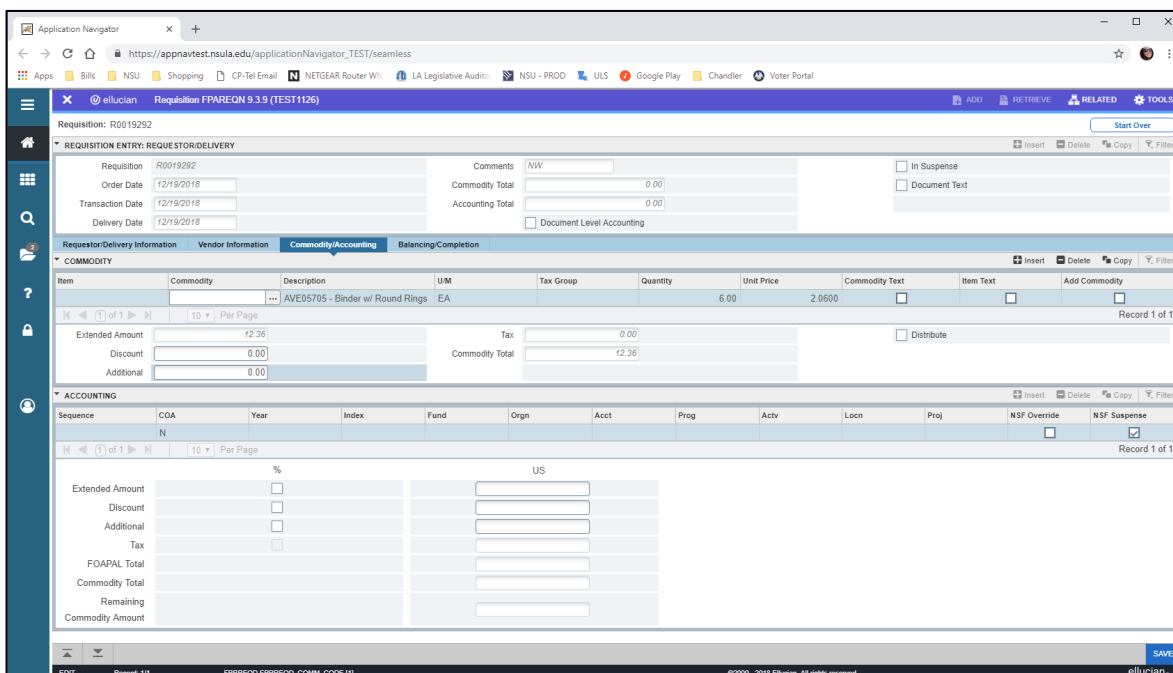 Application Navigator
https://appnavtest.nsula.edu/applicationNavigator_TEST/seamless
Apps Bills NSU Shopping CP-Tel Email NETGEAR Router WN LA Legislative Audito NSU - PROD ULS Google Play Chandler Voter Portal
ellucian Requisition FPAREQN 9.3.9 (TEST1126) ADD RETRIEVE RELATED TOOLS
Requisition: R0019292 Start Over
REQUISITION ENTRY: REQUESTOR/DELIVERY Insert Delete Copy Filter
Requisition R0019292 Comments NW In Suspense
Order Date 12/19/2018 Commodity Total 0.00 Document Text
Transaction Date 12/19/2018 Accounting Total 0.00
Delivery Date 12/19/2018 Document Level Accounting
Requestor/Delivery Information Vendor Information Commodity/Accounting Balancing/Completion
2
COMMODITY Insert Delete Copy Filter
Item Commodity Description U/M Tax Group Quantity Unit Price Commodity Text Item Text Add Commodity
... AVE05705 - Binder w/ Round Rings EA 6.00 2.0600
1 of 1 10 Per Page Record 1 of 1
Extended Amount 12.36 Tax 0.00 Distribute
Discount 0.00 Commodity Total 12.36
Additional 0.00
ACCOUNTING Insert Delete Copy Filter
Sequence COA Year Index Fund Orgn Acct Prog Actv Locn Proj NSF Override NSF Suspense
N
1 of 1 10 Per Page Record 1 of 1
% US
Extended Amount
Discount
Additional
Tax
FOAPAL Total
Commodity Total
Remaining
Commodity Amount
SAVE
EDIT Record: 1/1 ellucian